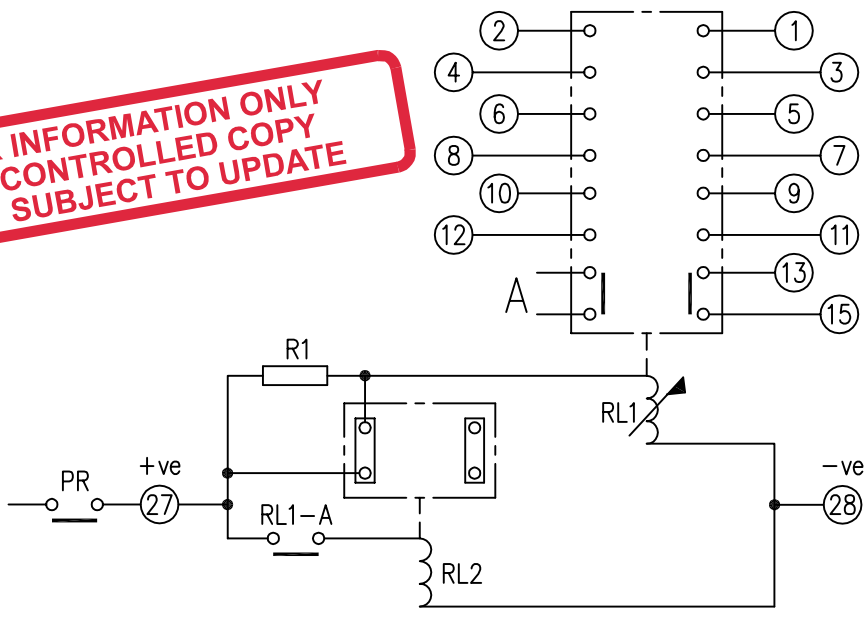 INFORMATION ONLY
CONTROLLED COPY
SUBJECT TO UPDATE
2
1
4
3
6
5
8
7
10
9
12
11
13
A
15
R1
RL1
PR
+ve
27
RL1-A
RL2
-ve
28